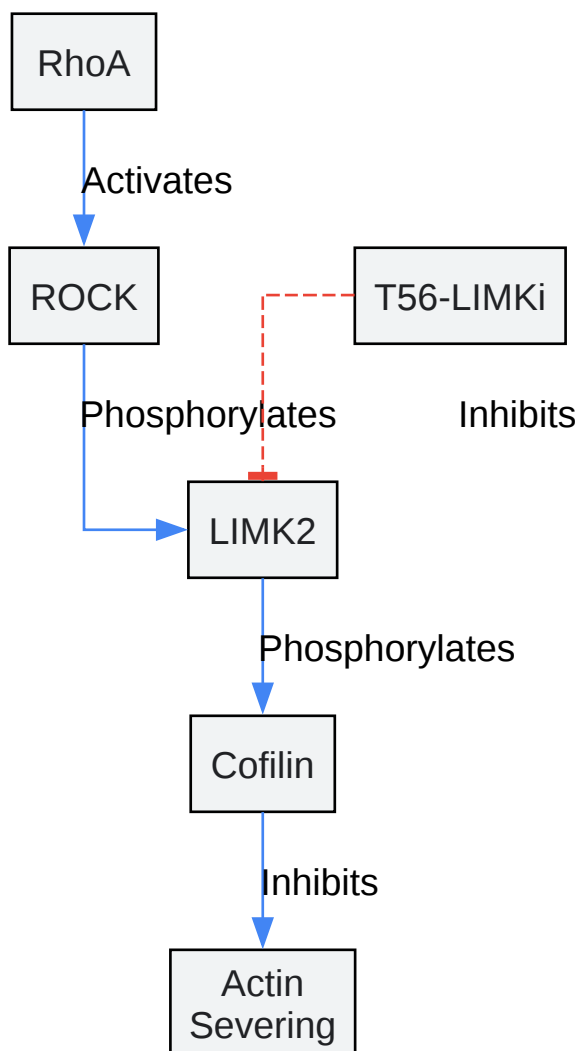 RhoA
Activates
ROCK
T56-LIMKi
Phosphorylates
Inhibits
LIMK2
Phosphorylates
Cofilin
Inhibits
Actin
Severing